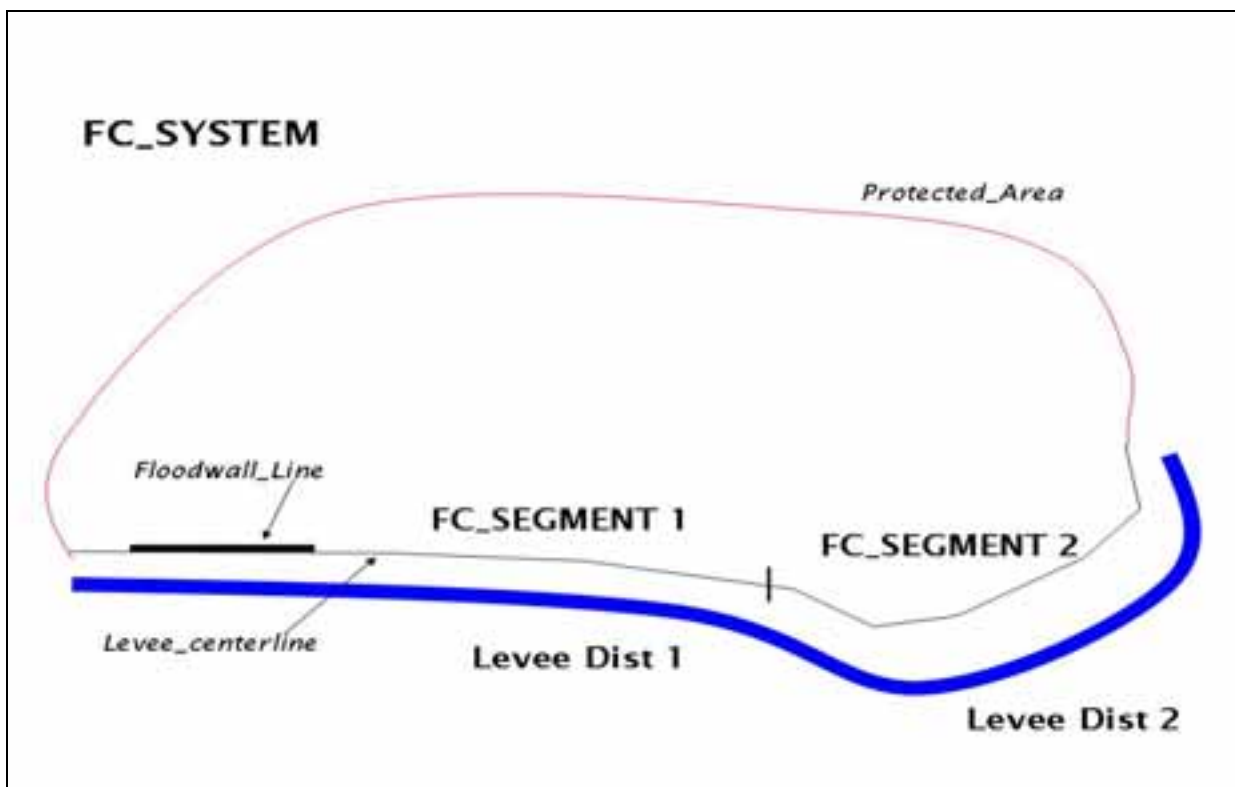 FC_SYSTEM
Protected_Area
Floodwall_Line
FC_SEGMENT 1
FC_SEGMENT 2
Levee_centerline
Levee Dist 1
Levee Dist 2